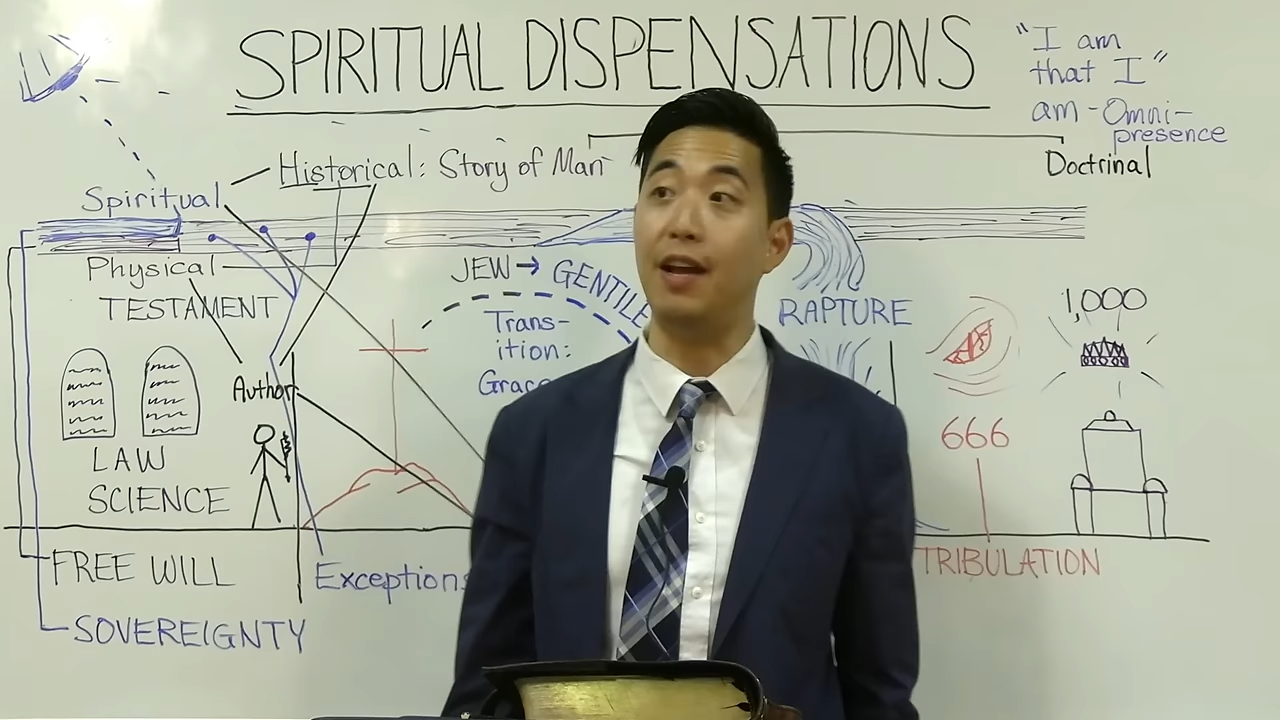 SPIRITUAL DISPENSATIONS
"I am
that I"
am - Omni-
presence
Historical: Story of Man
Doctrinal
Spiritual
Physical
TESTAMENT
JEW → GENTILE
Trans-
ition:
Grace
RAPTURE
1,000
Author
666
LAW
SCIENCE
FREE WILL
Exceptions
TRIBULATION
SOVEREIGNTY